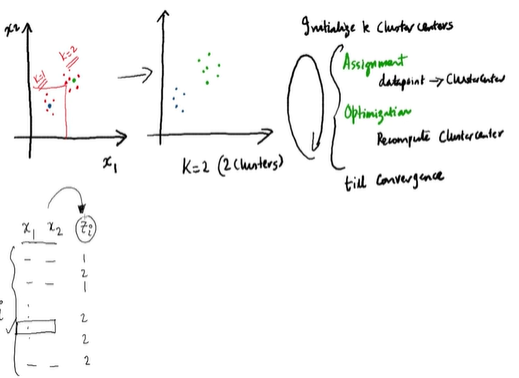 x2
K=1
K=2
x1
K=2 (2 Clusters)
Initialize k Cluster centers
Assignment
datapoint → Clustercenter
Optimization
Recompute Clustercenter
till Convergence
x1 x2 Zi
1
2
1
2
2
2
i